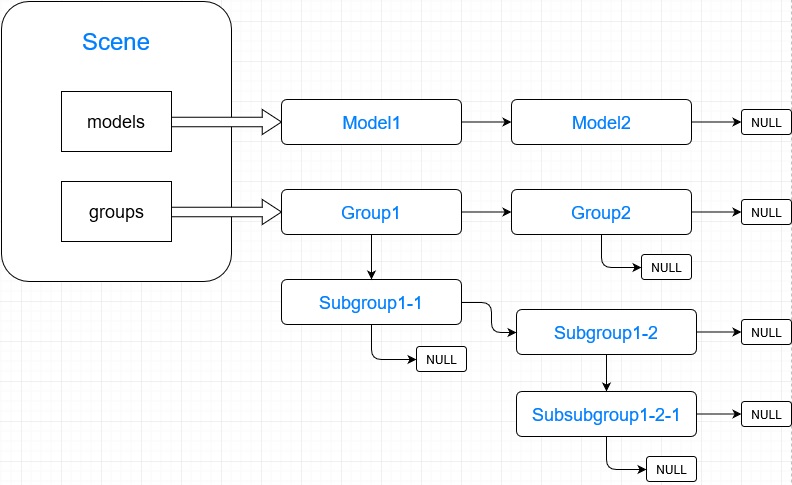 Scene
models
Model1
Model2
NULL
groups
Group1
Group2
NULL
NULL
Subgroup1-1
Subgroup1-2
NULL
NULL
Subsubgroup1-2-1
NULL
NULL